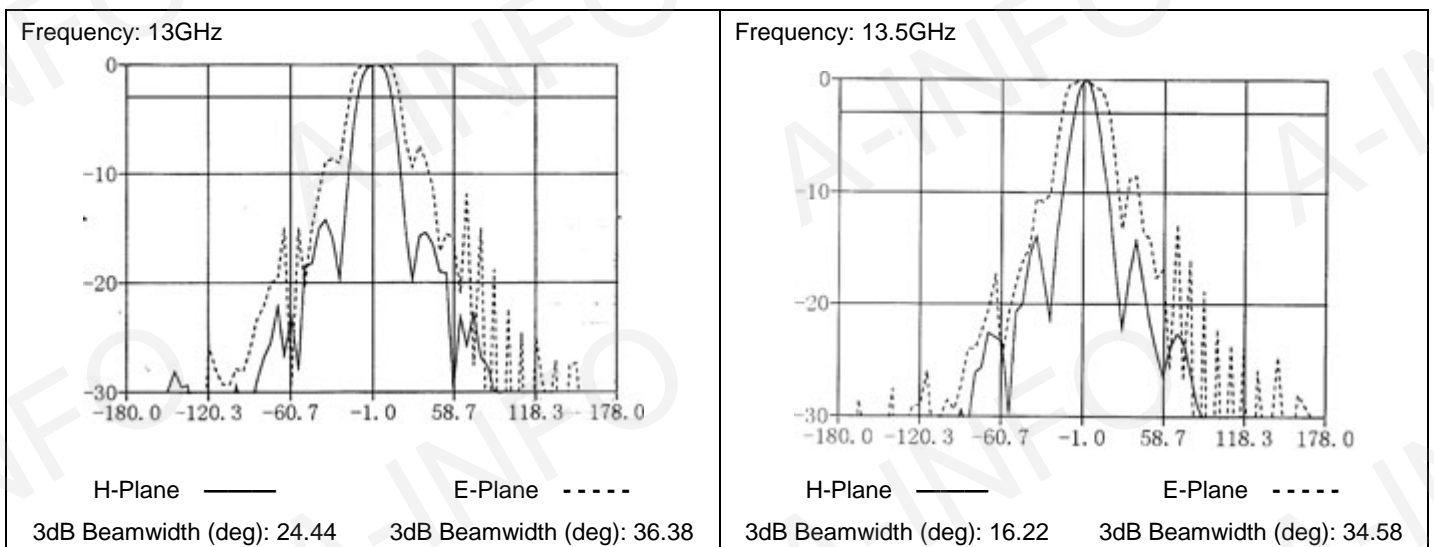 Frequency: 13GHz
0
-10
-20
-30
-180.0 -120.3 -60.7 -1.0 58.7 118.3 178.0
H-Plane E-Plane
3dB Beamwidth (deg): 24.44 3dB Beamwidth (deg): 36.38
Frequency: 13.5GHz
0
-10
-20
-30
-180.0 -120.3 -60.7 -1.0 58.7 118.3 178.0
H-Plane E-Plane
3dB Beamwidth (deg): 16.22 3dB Beamwidth (deg): 34.58
A-INFO